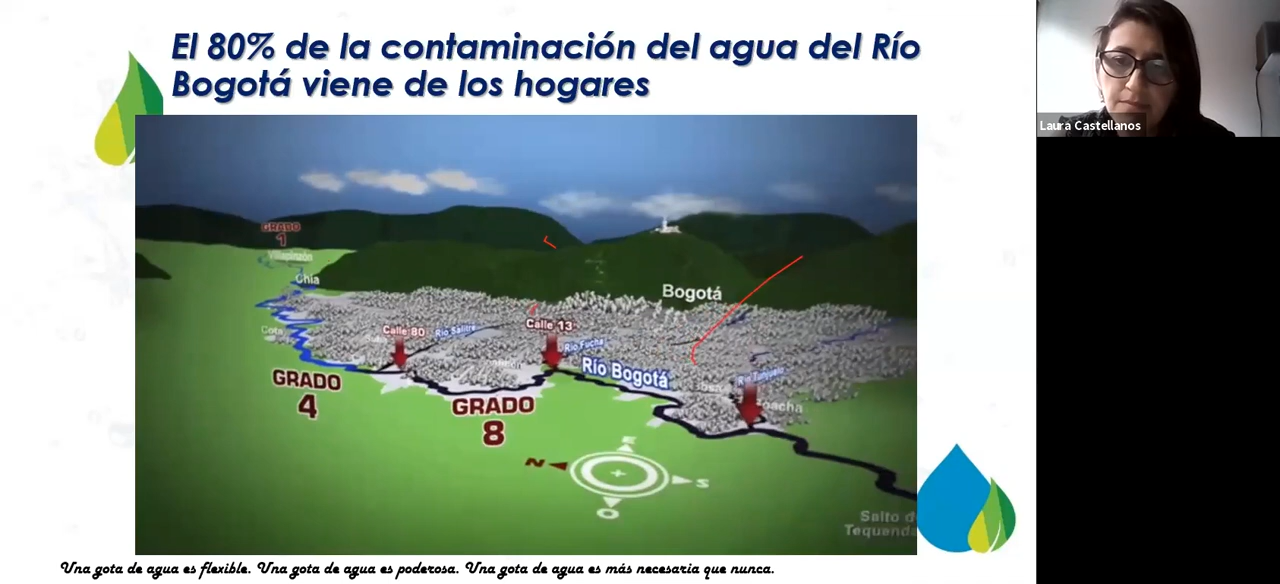 El 80% de la contaminación del agua del Río
Bogotá viene de los hogares
Laura Castellanos
GRADO
1
Villapinzón
Chía
Bogotá
Cota
Calle 80
Río Salitre
Calle 13
Río Fucha
Río Bogotá
Río Tunjuelo
GRADO
4
GRADO
8
E
N
S
O
Salto
Una gota de agua es flexible. Una gota de agua es poderosa. Una gota de agua es más necesaria que nunca.